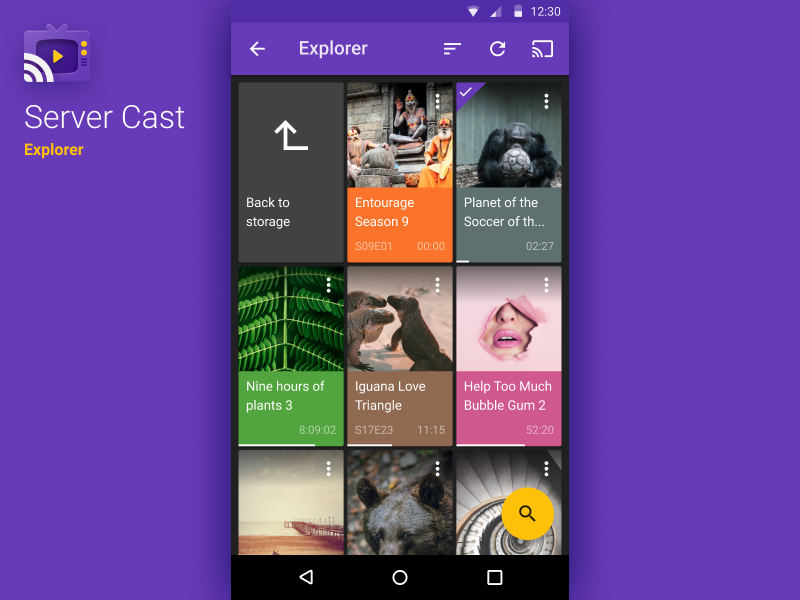 12:30
Explorer
Server Cast
Explorer
Back to
storage
Entourage
Season 9
S09E01 00:00
Planet of the
Soccer of th...
02:27
Nine hours of
plants 3
8:09:02
Iguana Love
Triangle
S17E23 11:15
Help Too Much
Bubble Gum 2
52:20